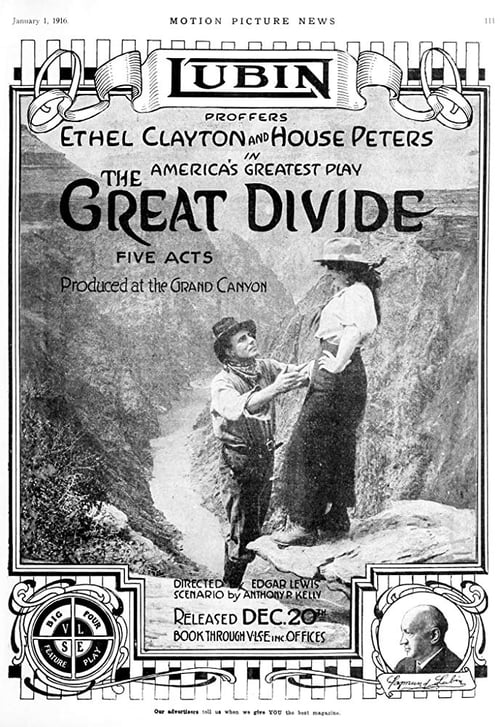 January 1, 1916.
MOTION PICTURE NEWS
111
LUBIN
PROFFERS
ETHEL CLAYTON AND HOUSE PETERS
IN
AMERICA'S GREATEST PLAY
THE
GREAT DIVIDE
FIVE ACTS
Produced at the GRAND CANYON
DIRECTED BY EDGAR LEWIS
SCENARIO by ANTHONY P. KELLY
RELEASED DEC. 20TH
BOOK THROUGH V-L-S-E INC OFFICES
BIG FOUR
V L
S E
FEATURE PLAY
Sigmund Lubin
Our advertisers tell us when we give YOU the best magazine.